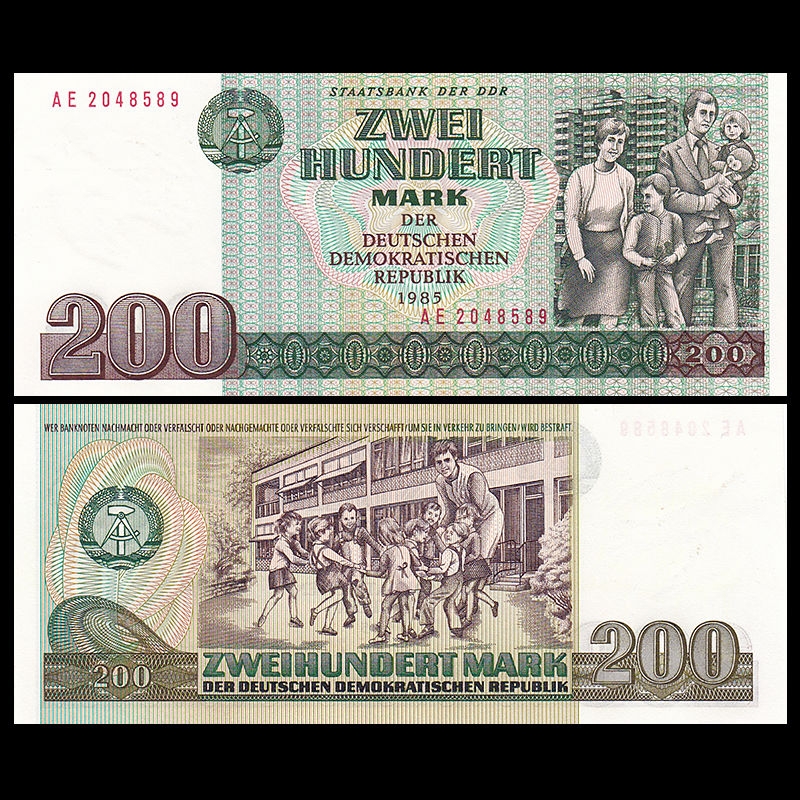 AE 2048589
STAATSBANK DER DDR
ZWEI
HUNDERT
MARK
DER
DEUTSCHEN
DEMOKRATISCHEN
REPUBLIK
1985
AE 2048589
200
200
WER BANKNOTEN NACHMACHT ODER VERFÄLSCHT ODER NACHGEMACHTE ODER VERFÄLSCHTE SICH VERSCHAFFT/UM SIE IN VERKEHR ZU BRINGEN/WIRD BESTRAFT.
AE 2048589
200
ZWEIHUNDERT MARK
DER DEUTSCHEN DEMOKRATISCHEN REPUBLIK
200